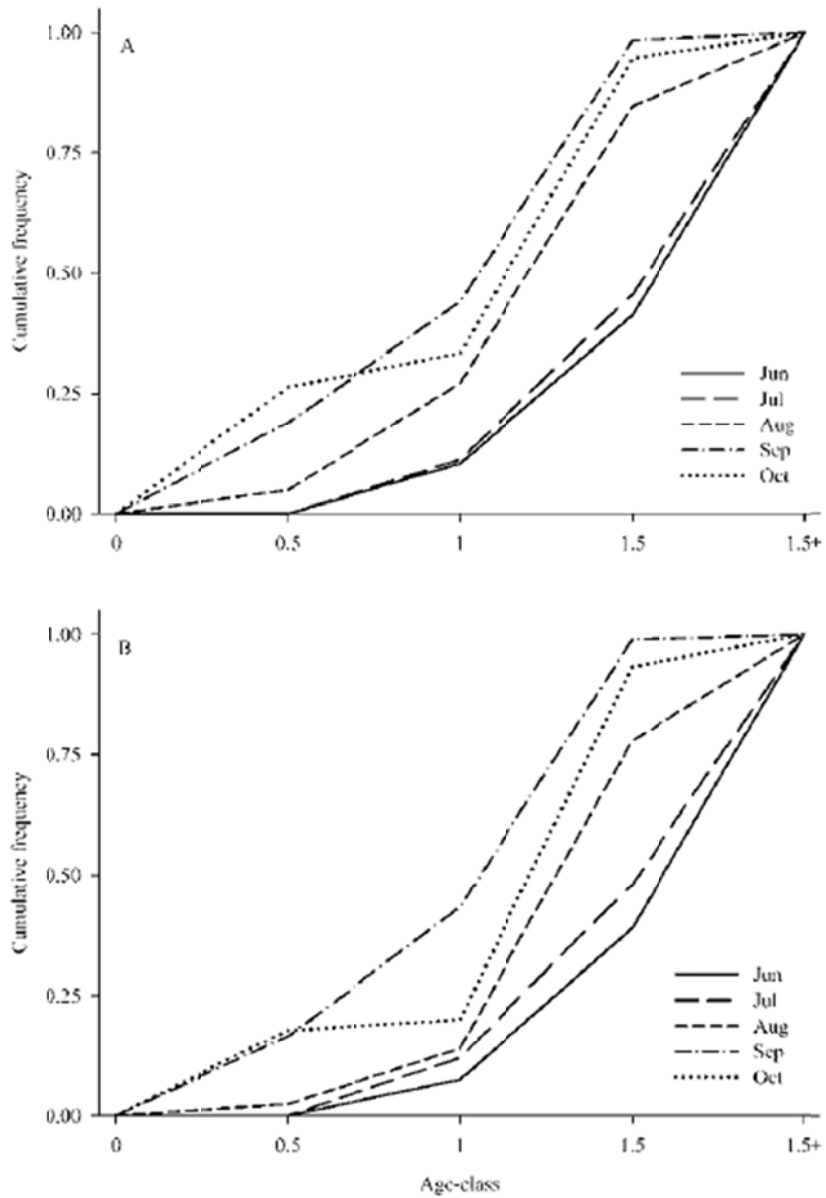 A
1.00
0.75
0.50
0.25
0.00
Cumulative frequency
Jun
Jul
Aug
Sep
Oct
0 0.5 1 1.5 1.5+
B
1.00
0.75
0.50
0.25
0.00
Cumulative frequency
Jun
Jul
Aug
Sep
Oct
0 0.5 1 1.5 1.5+
Age-class